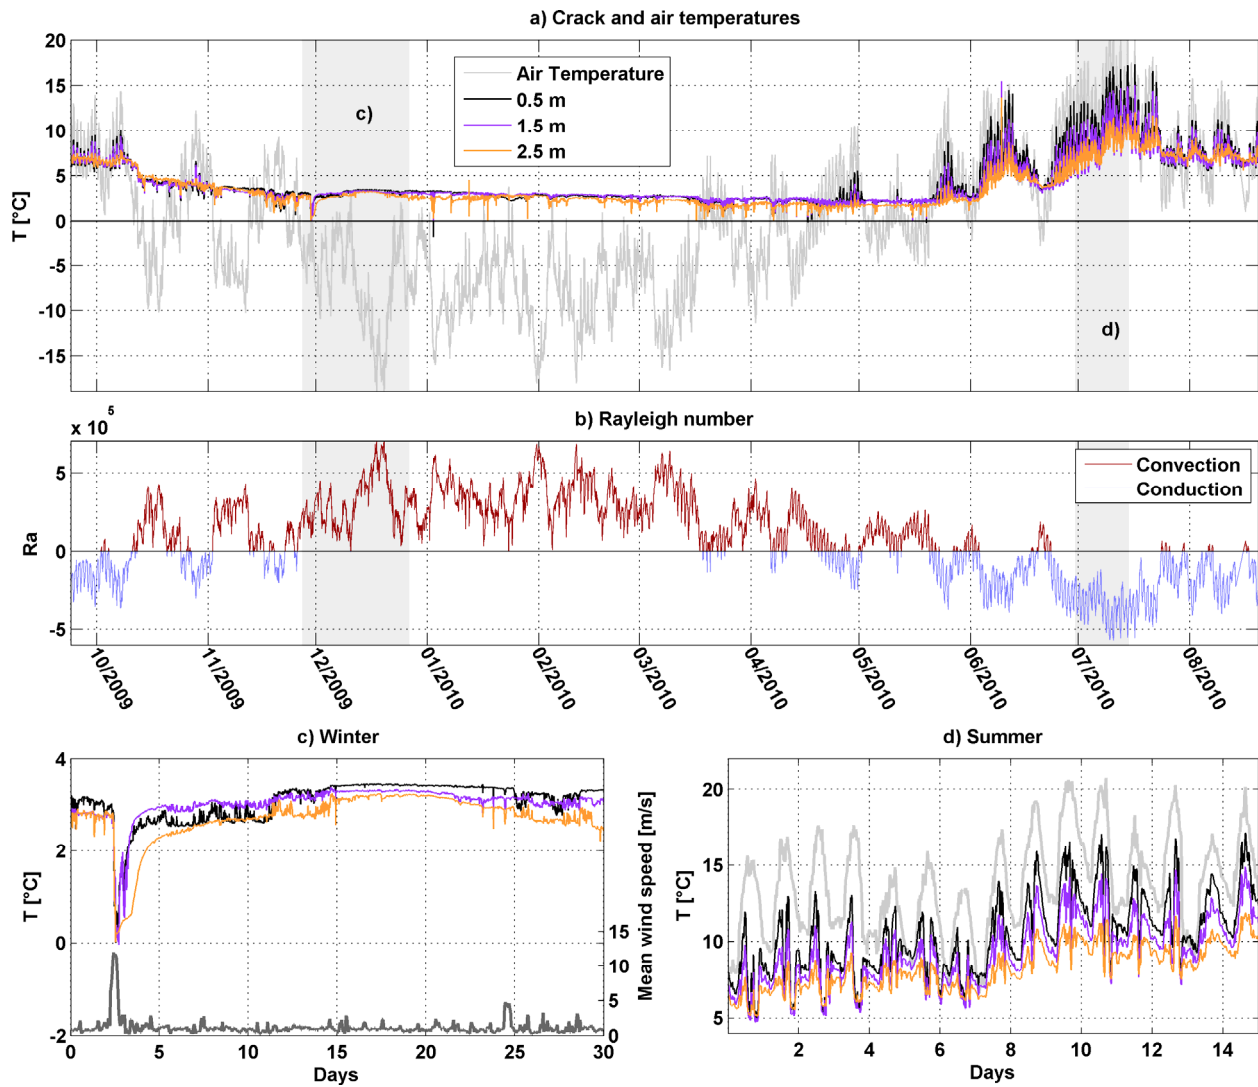 a) Crack and air temperatures
20
15
10
5
0
-5
-10
-15
T [°C]
Air Temperature
0.5 m
1.5 m
2.5 m
c)
d)
b) Rayleigh number
x 10 5
5
0
-5
Ra
Convection
Conduction
10/2009
11/2009
12/2009
01/2010
02/2010
03/2010
04/2010
05/2010
06/2010
07/2010
08/2010
c) Winter
4
2
0
-2
T [°C]
15
10
5
0
Mean wind speed [m/s]
0 5 10 15 20 25 30
Days
d) Summer
20
15
10
5
T [°C]
2 4 6 8 10 12 14
Days